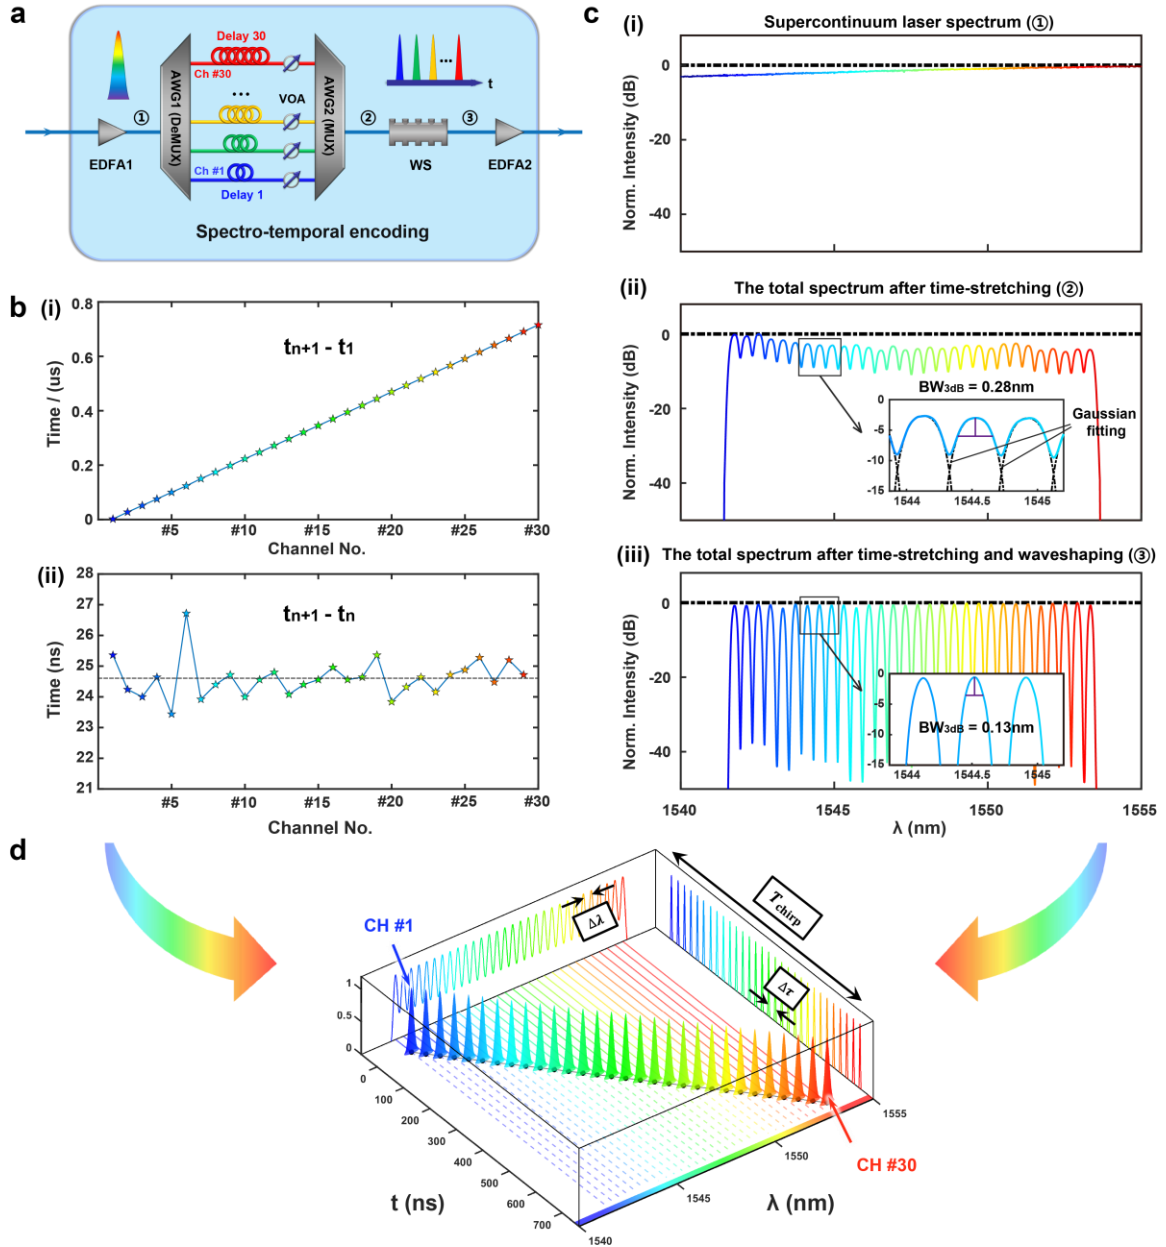 a
Delay 30
Ch #30
...
VOA
...
t
AWG1 (DeMUX)
AWG2 (MUX)
①
②
③
EDFA1
WS
EDFA2
Ch #1
Delay 1
Spectro-temporal encoding
b (i)
0.8
0.6
0.4
0.2
0
Time / (us)
tn+1 - t1
#5 #10 #15 #20 #25 #30
Channel No.
(ii)
28
27
26
25
24
23
22
21
Time (ns)
tn+1 - tn
#5 #10 #15 #20 #25 #30
Channel No.
c (i)
Supercontinuum laser spectrum (①)
0
-20
-40
Norm. Intensity (dB)
(ii)
The total spectrum after time-stretching (②)
0
-20
-40
Norm. Intensity (dB)
BW3dB = 0.28nm
Gaussian
fitting
0
-5
-10
-15
1544 1544.5 1545
(iii)
The total spectrum after time-stretching and waveshaping (③)
0
-20
-40
Norm. Intensity (dB)
0
-5
-10
-15
BW3dB = 0.13nm
1544 1544.5 1545
1540 1545 1550 1555
λ (nm)
d
CH #1
Δλ
Tchirp
Δτ
1
0.5
0
0
100
200
300
400
500
600
700
t (ns)
1540
1545
1550
1555
λ (nm)
CH #30